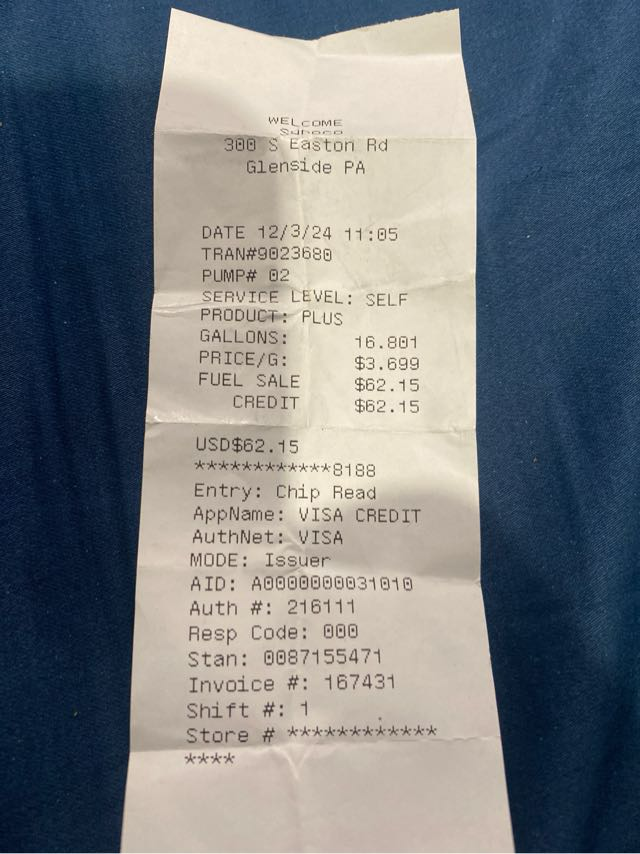 WELCOME
Sunoco
300 S Easton Rd
Glenside PA
DATE 12/3/24 11:05
TRAN#9023680
PUMP# 02
SERVICE LEVEL: SELF
PRODUCT: PLUS
GALLONS: 16.801
PRICE/G: $3.699
FUEL SALE $62.15
CREDIT $62.15
USD$62.15
************8188
Entry: Chip Read
AppName: VISA CREDIT
AuthNet: VISA
MODE: Issuer
AID: A0000000031010
Auth #: 216111
Resp Code: 000
Stan: 0087155471
Invoice #: 167431
Shift #: 1
Store # ************
****